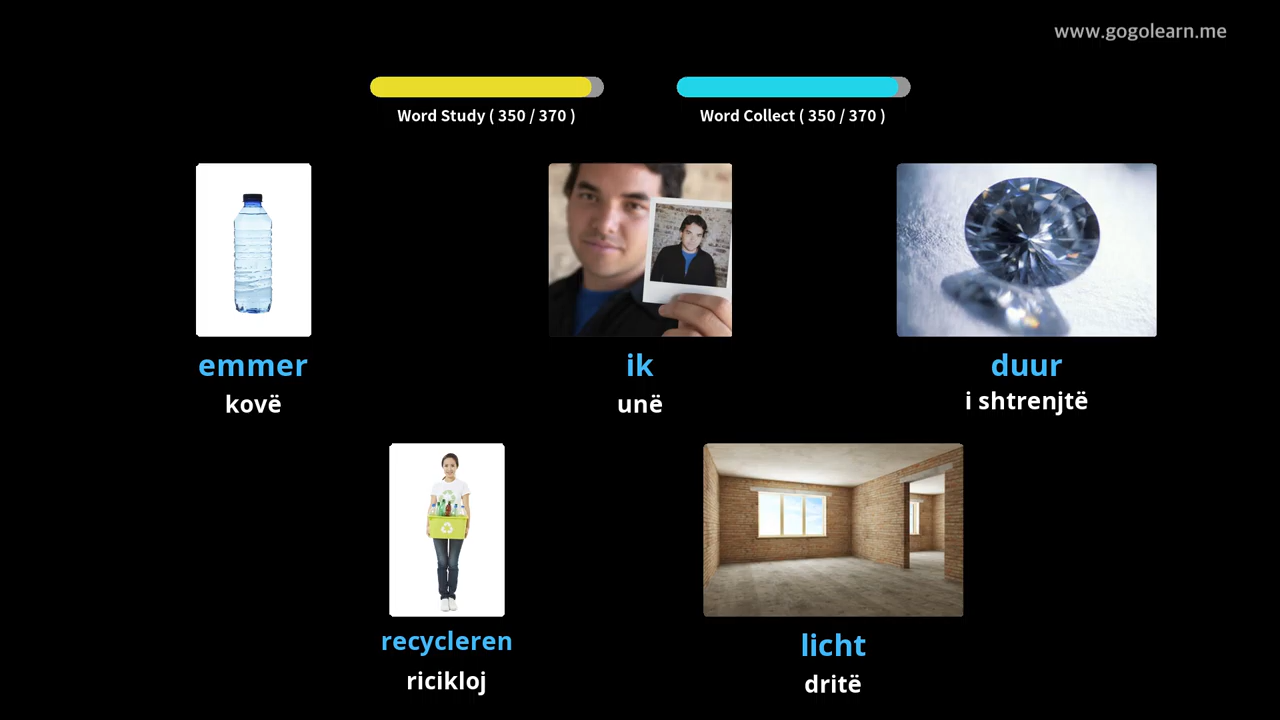 www.gogolearn.me
Word Study ( 350 / 370 )
Word Collect ( 350 / 370 )
emmer
kovë
ik
unë
duur
i shtrenjtë
recycleren
ricikloj
licht
dritë